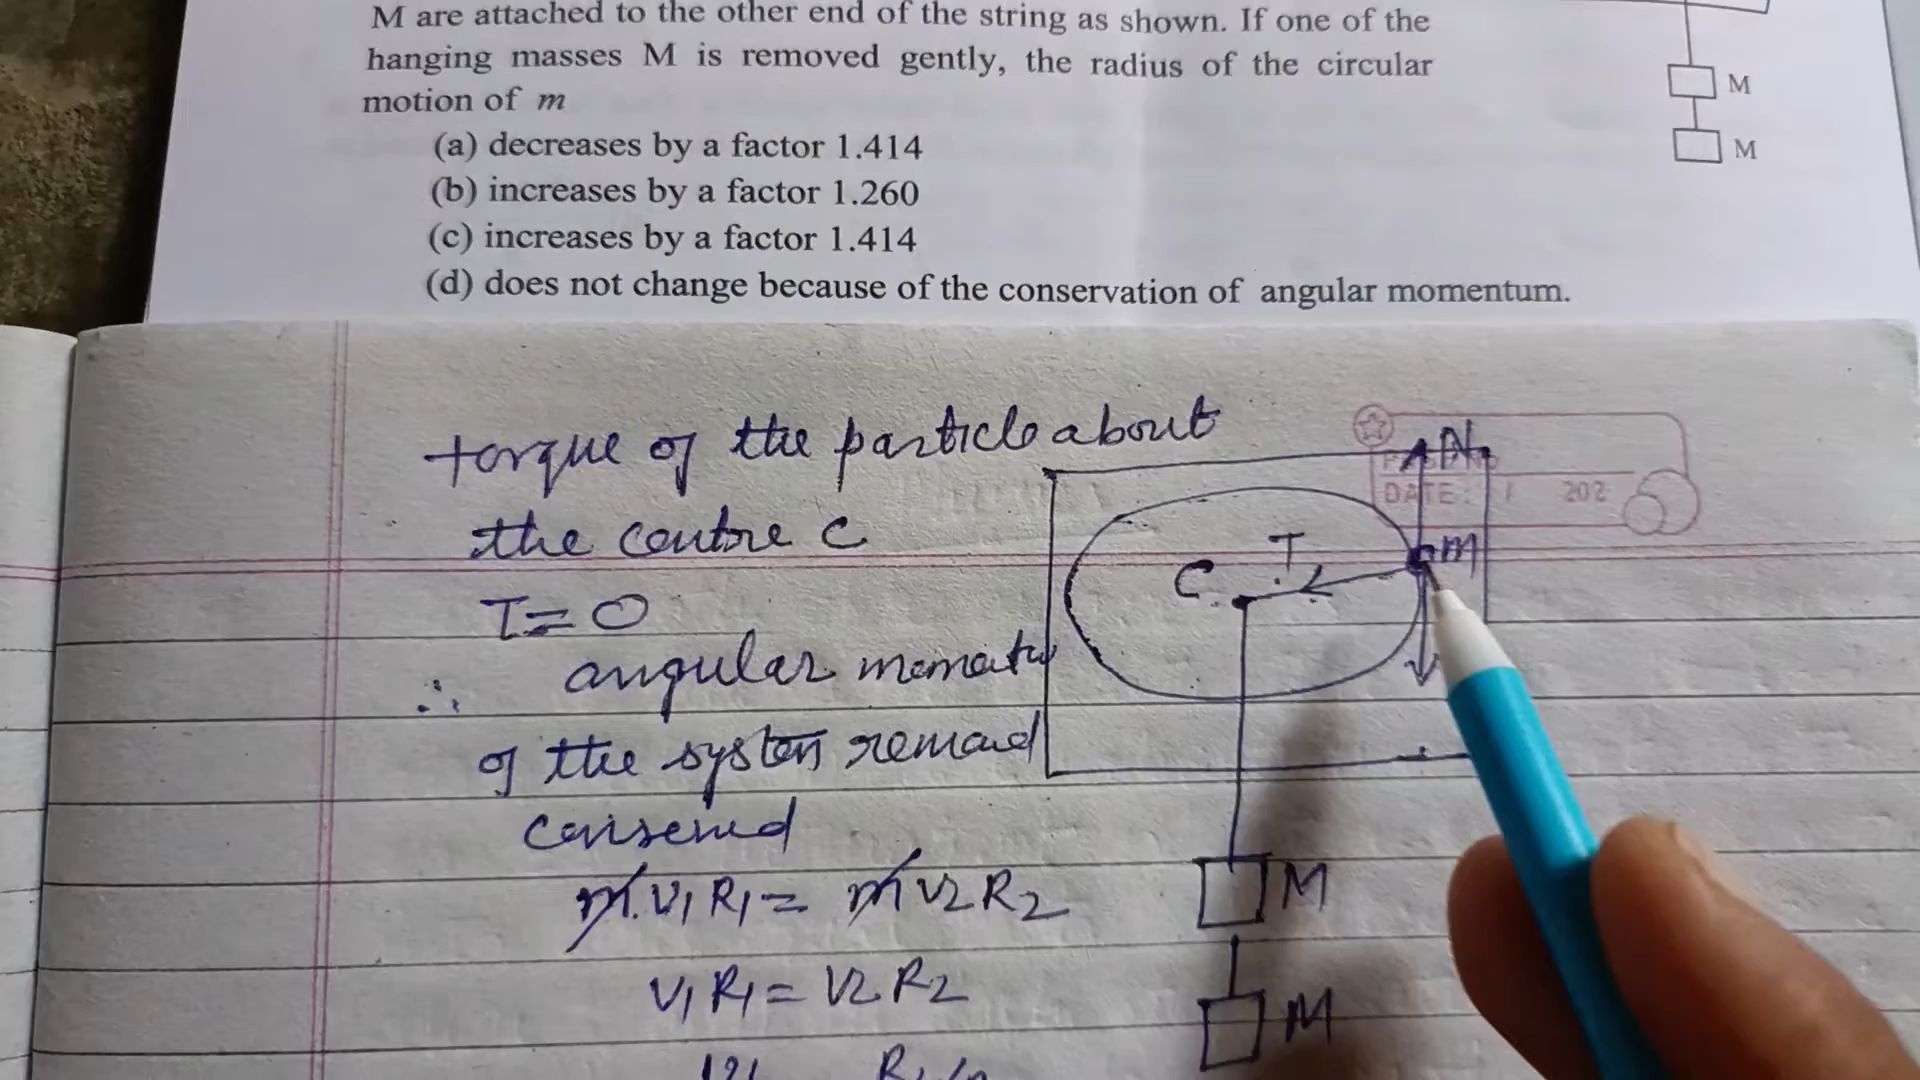 M are attached to the other end of the string as shown. If one of the
hanging masses M is removed gently, the radius of the circular
motion of m
(a) decreases by a factor 1.414
(b) increases by a factor 1.260
(c) increases by a factor 1.414
(d) does not change because of the conservation of angular momentum.
M
M
torque of the particle about
the centre C
T = 0
∴ angular
of the system
m.V1 R1 = m V2 R2
V1 R1 = V2 R2
DATE: / 202
C
T
m
M
M